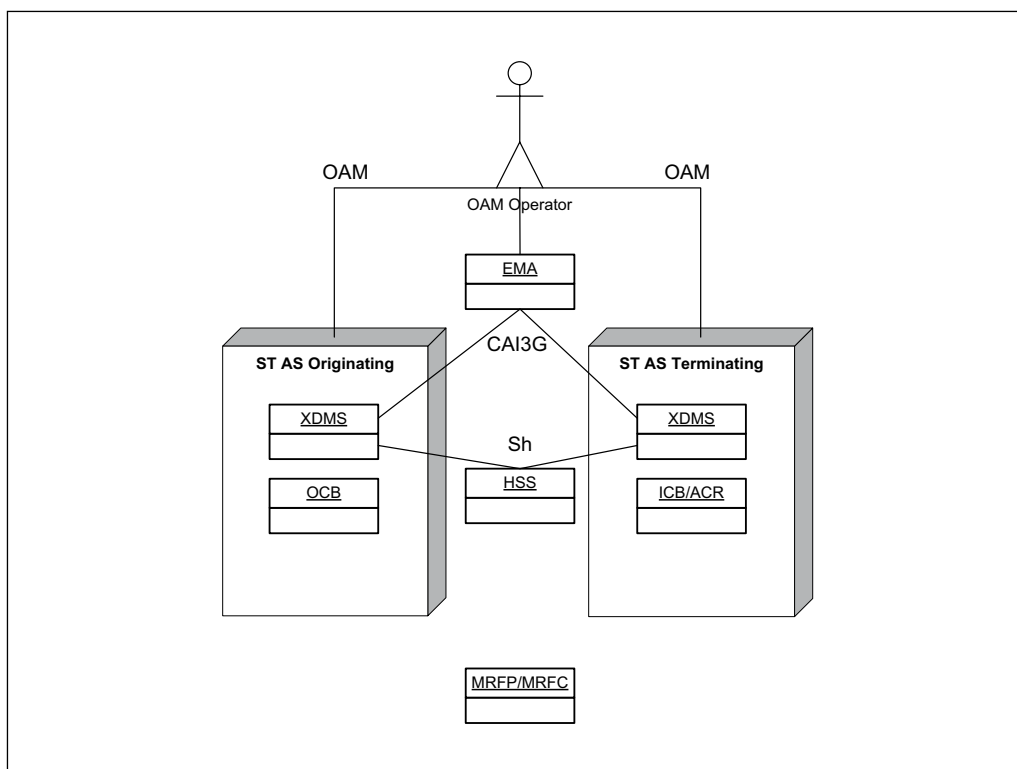 OAM
OAM
OAM Operator
EMA
CAI3G
ST AS Originating
ST AS Terminating
XDMS
XDMS
Sh
HSS
OCB
ICB/ACR
MRFP/MRFC